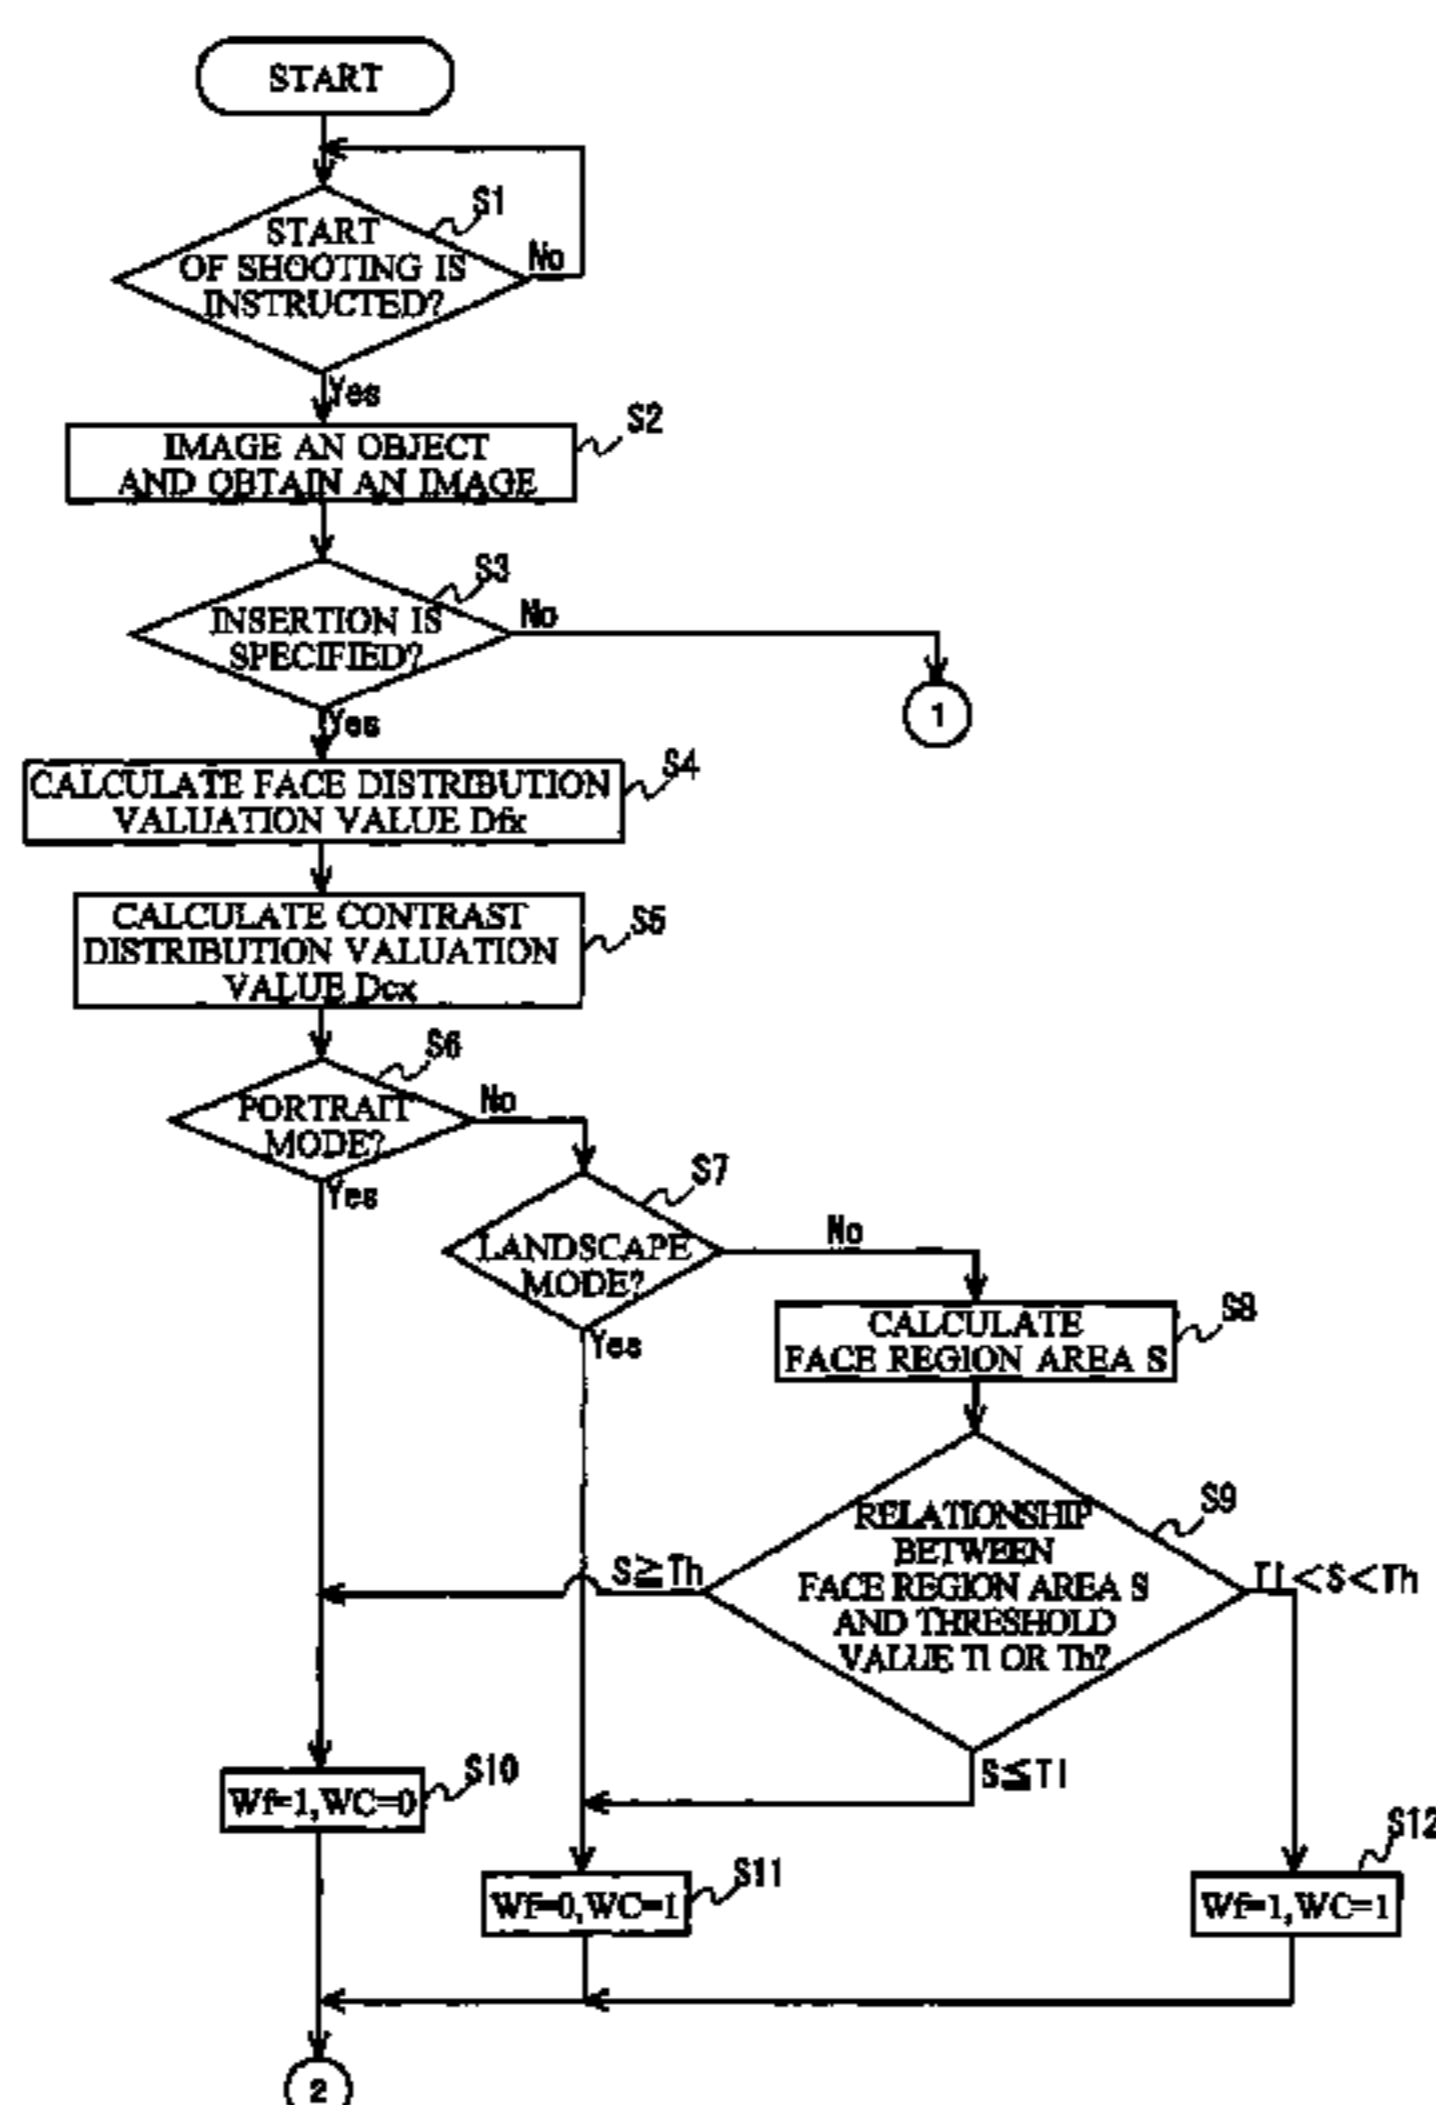 START
S1
START
OF SHOOTING IS
INSTRUCTED?
No
Yes
S2
IMAGE AN OBJECT
AND OBTAIN AN IMAGE
S3
INSERTION IS
SPECIFIED?
No
1
Yes
S4
CALCULATE FACE DISTRIBUTION
VALUATION VALUE Dfx
S5
CALCULATE CONTRAST
DISTRIBUTION VALUATION
VALUE Dcx
S6
PORTRAIT
MODE?
No
Yes
S7
LANDSCAPE
MODE?
No
Yes
S8
CALCULATE
FACE REGION AREA S
S9
RELATIONSHIP
BETWEEN
FACE REGION AREA S
AND THRESHOLD
VALUE Tl OR Th?
S≧Th
Tl<S<Th
S≦Tl
S10
Wf=1,WC=0
S11
Wf=0,WC=1
S12
Wf=1,WC=1
2